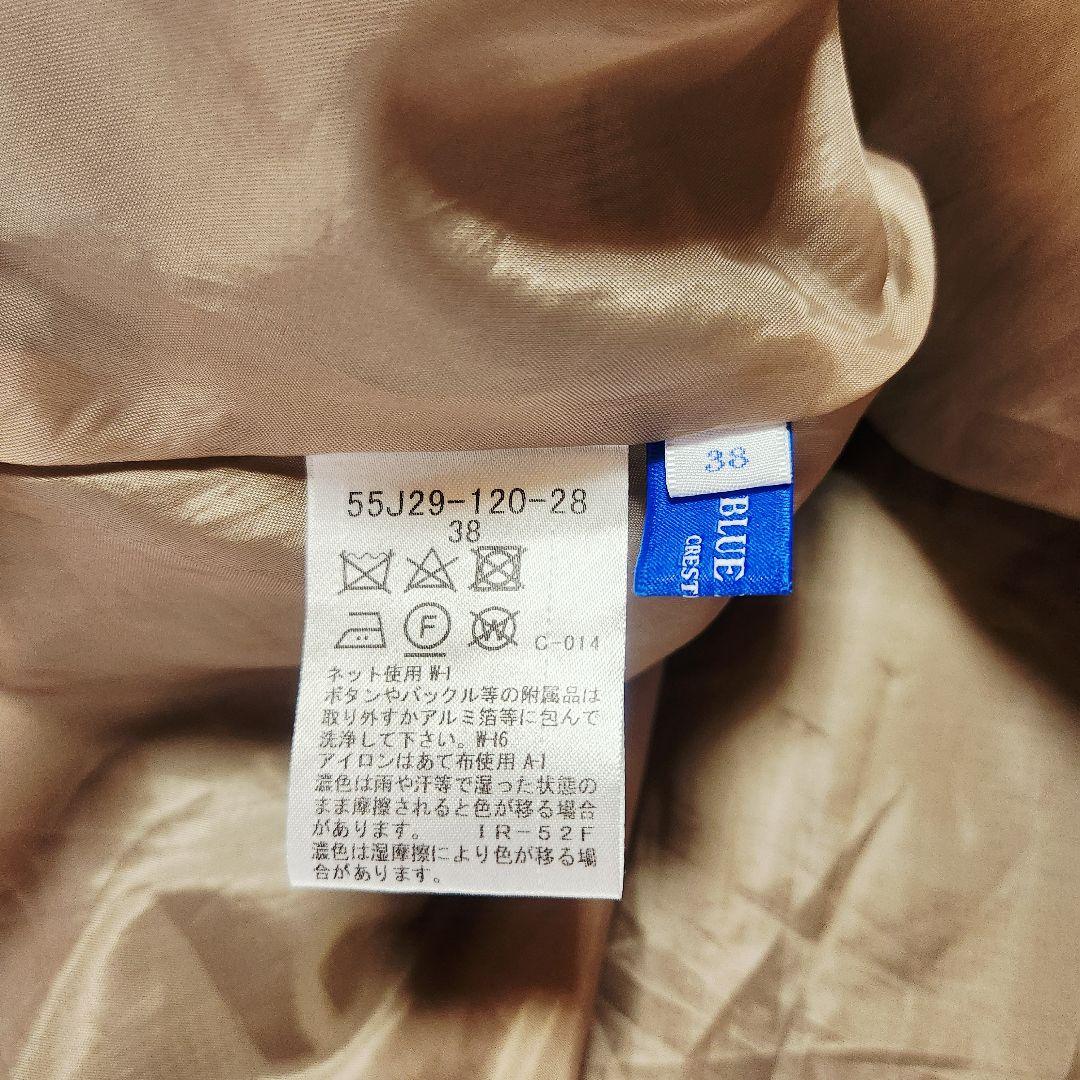 55J29-120-28
38
F
W
C-014
ネット使用 W-1
ボタンやバックル等の附属品は
取り外すかアルミ箔等に包んで
洗浄して下さい。W-16
アイロンはあて布使用 A-1
濃色は雨や汗等で湿った状態の
まま摩擦されると色が移る場合
があります。 IR-52F
濃色は湿摩擦により色が移る場
合があります。
38
BLUE
CREST